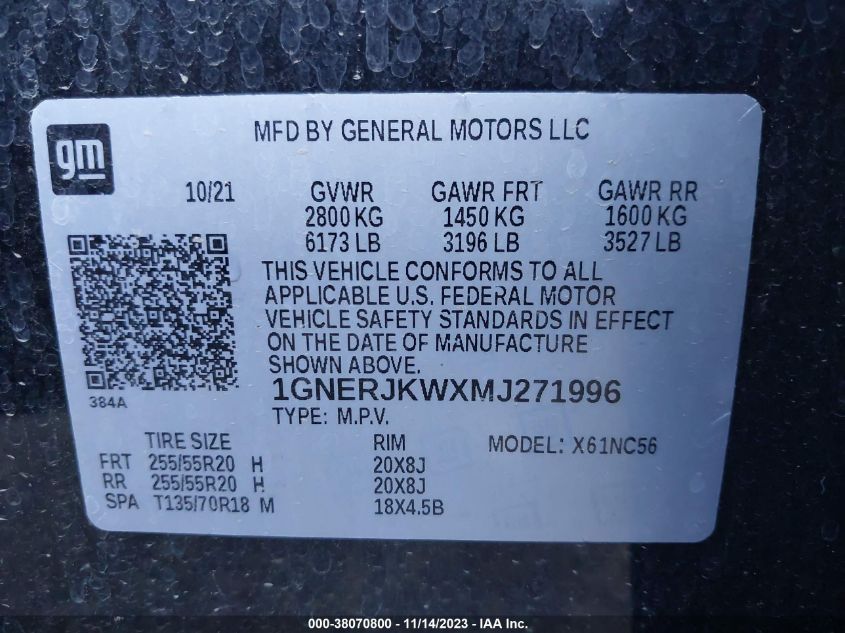 gm
MFD BY GENERAL MOTORS LLC
10/21 GVWR GAWR FRT GAWR RR
2800 KG 1450 KG 1600 KG
6173 LB 3196 LB 3527 LB
THIS VEHICLE CONFORMS TO ALL
APPLICABLE U.S. FEDERAL MOTOR
VEHICLE SAFETY STANDARDS IN EFFECT
ON THE DATE OF MANUFACTURE
SHOWN ABOVE.
384A
1GNERJKWXMJ271996
TYPE: M.P.V.
TIRE SIZE RIM MODEL: X61NC56
FRT 255/55R20 H 20X8J
RR 255/55R20 H 20X8J
SPA T135/70R18 M 18X4.5B
000-38070800 - 11/14/2023 - IAA Inc.